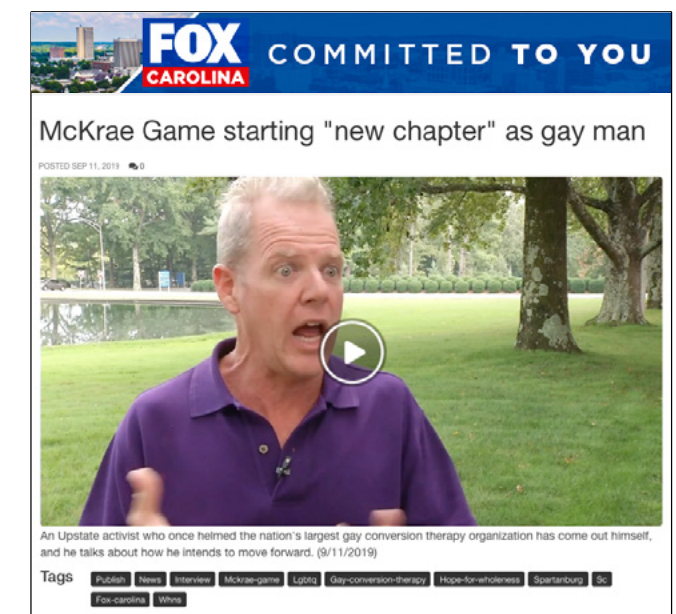 FOX
CAROLINA
COMMITTED TO YOU
McKrae Game starting "new chapter" as gay man
POSTED SEP 11, 2019 0
An Upstate activist who once helmed the nation's largest gay conversion therapy organization has come out himself,
and he talks about how he intends to move forward. (9/11/2019)
Tags Publish News Interview Mckrae-game Lgbtq Gay-conversion-therapy Hope-for-wholeness Spartanburg Sc
Fox-carolina Whns